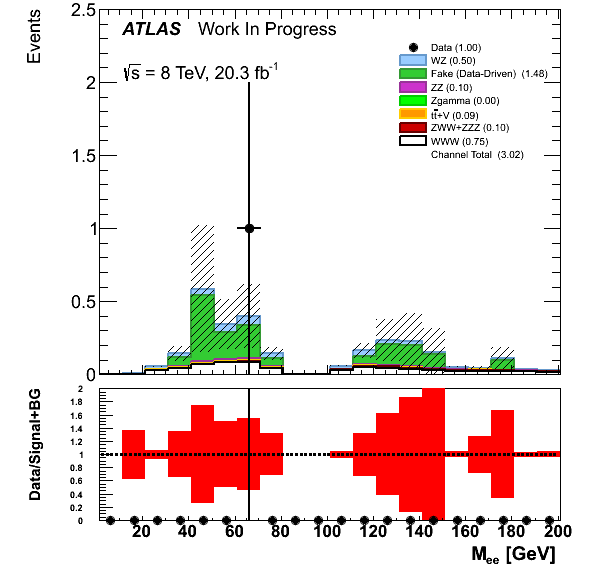 Events
2.5
2
1.5
1
0.5
0
ATLAS Work In Progress
√s = 8 TeV, 20.3 fb-1
Data (1.00)
WZ (0.50)
Fake (Data-Driven) (1.48)
ZZ (0.10)
Zgamma (0.00)
tt̄+V (0.09)
ZWW+ZZZ (0.10)
WWW (0.75)
Channel Total (3.02)
Data/Signal+BG
2
1.8
1.6
1.4
1.2
1
0.8
0.6
0.4
0.2
0
20 40 60 80 100 120 140 160 180 200
Mee [GeV]